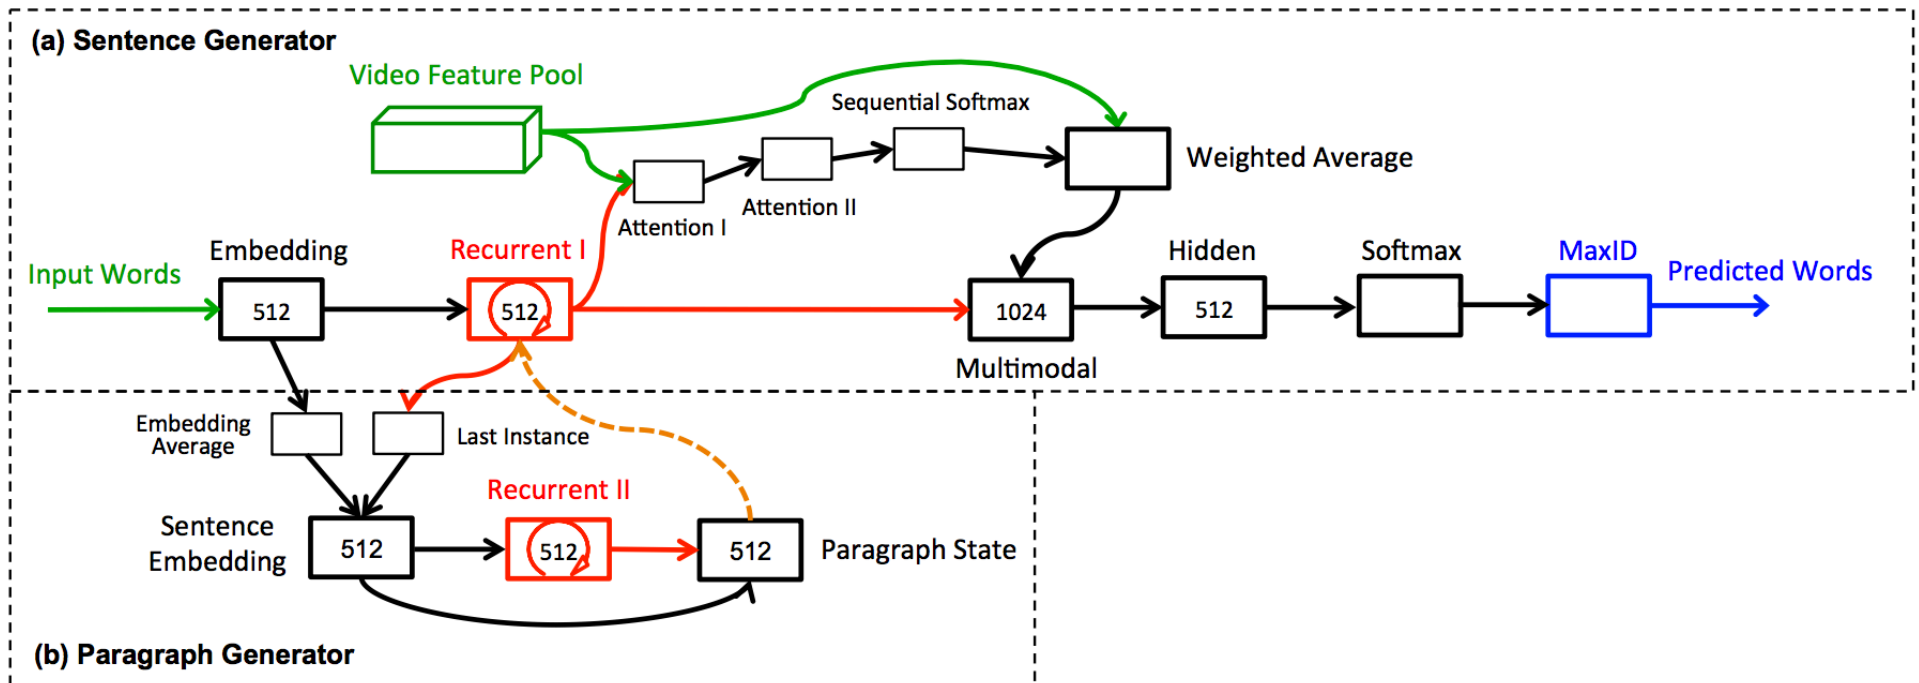 (a) Sentence Generator
Video Feature Pool
Sequential Softmax
Weighted Average
Attention I
Attention II
Input Words
Embedding
512
Recurrent I
512
1024
Multimodal
Hidden
512
Softmax
MaxID
Predicted Words
Embedding
Average
Last Instance
Sentence
Embedding
512
Recurrent II
512
512
Paragraph State
(b) Paragraph Generator